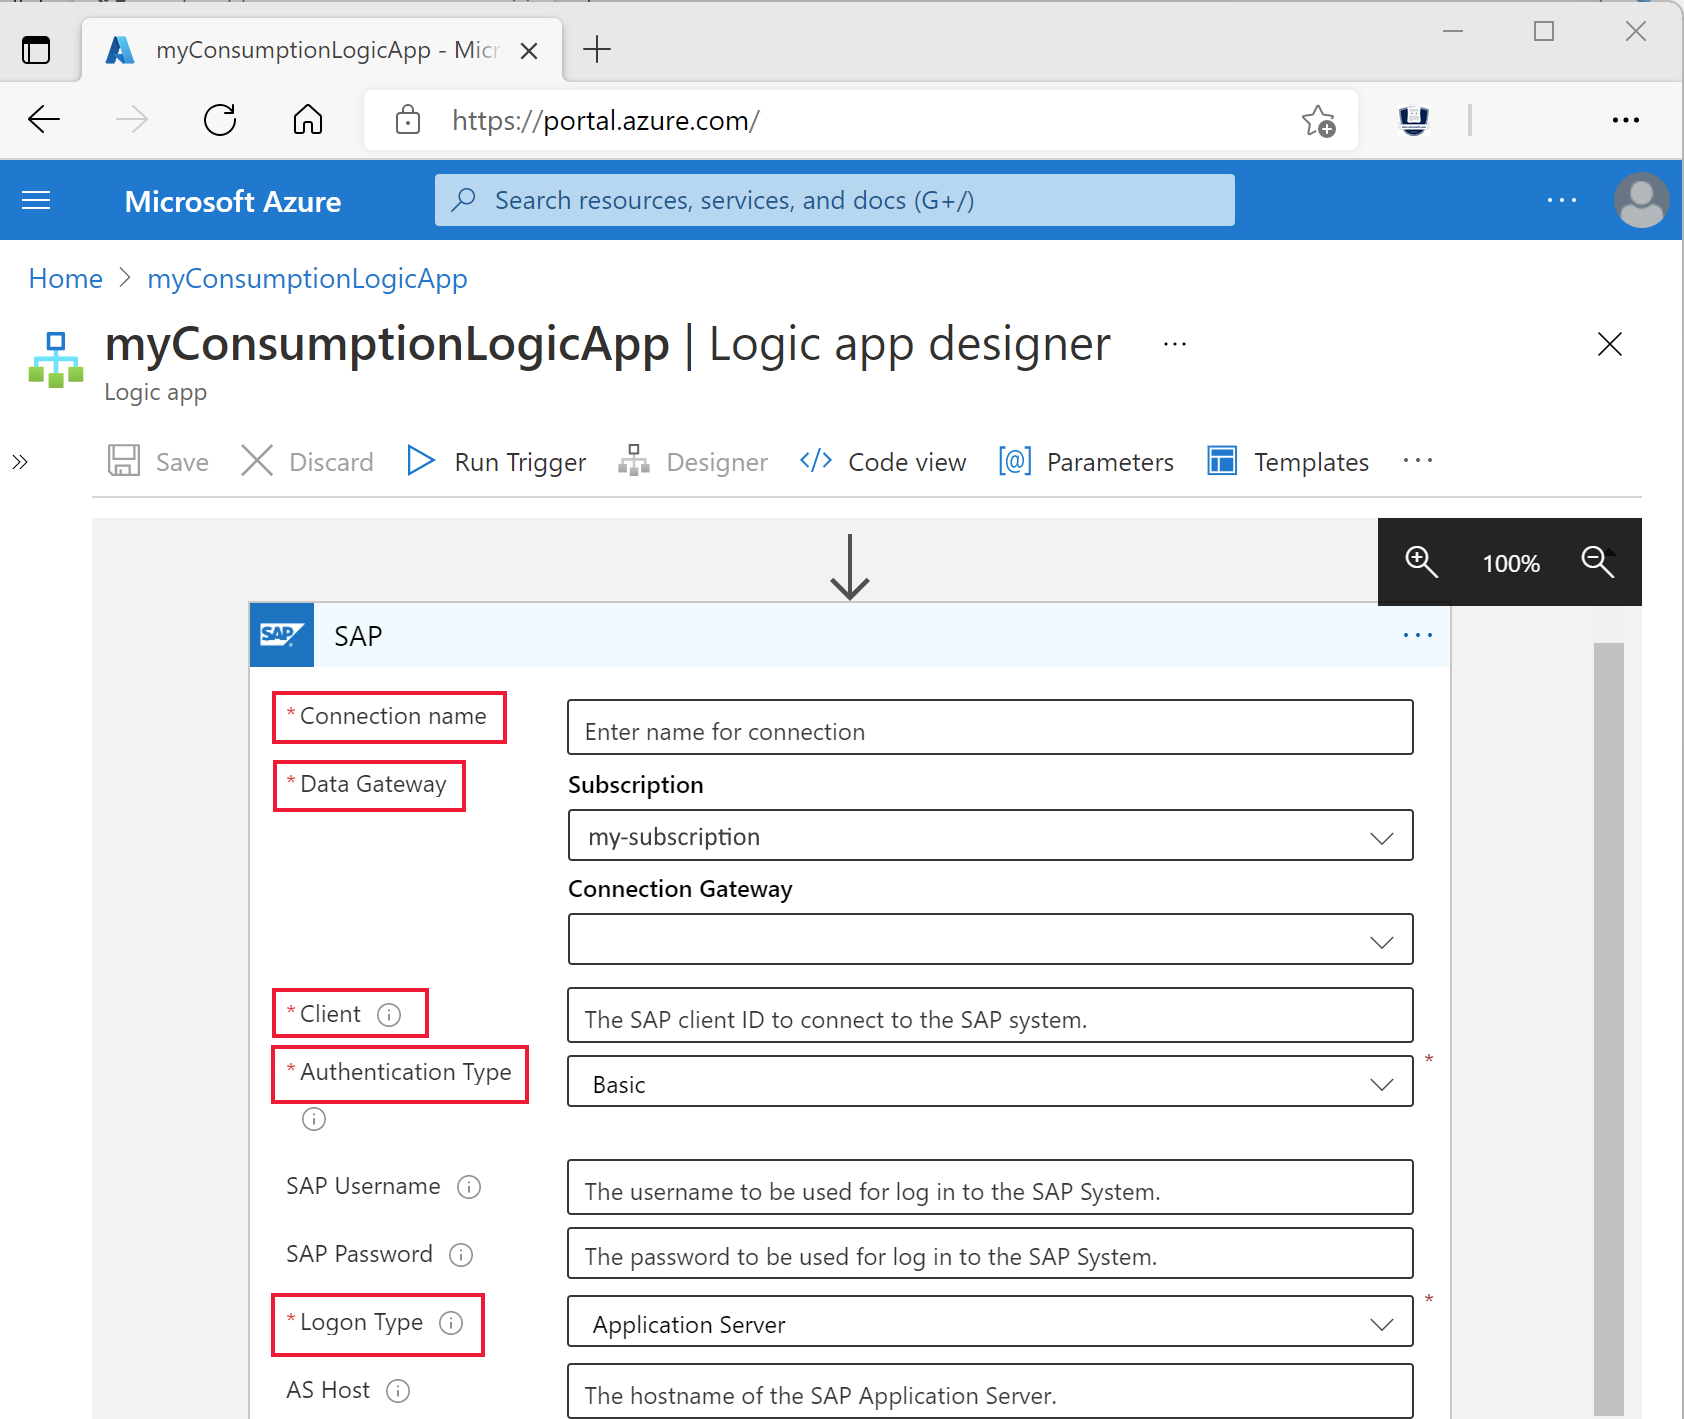 myConsumptionLogicApp - Micr
https://portal.azure.com/
Microsoft Azure
Search resources, services, and docs (G+/)
Home > myConsumptionLogicApp
myConsumptionLogicApp | Logic app designer ...
Logic app
Save Discard Run Trigger Designer </> Code view [@] Parameters Templates ...
100%
SAP SAP ...
* Connection name Enter name for connection
* Data Gateway Subscription
my-subscription
Connection Gateway
* Client The SAP client ID to connect to the SAP system.
* Authentication Type Basic *
SAP Username The username to be used for log in to the SAP System.
SAP Password The password to be used for log in to the SAP System.
* Logon Type Application Server *
AS Host The hostname of the SAP Application Server.